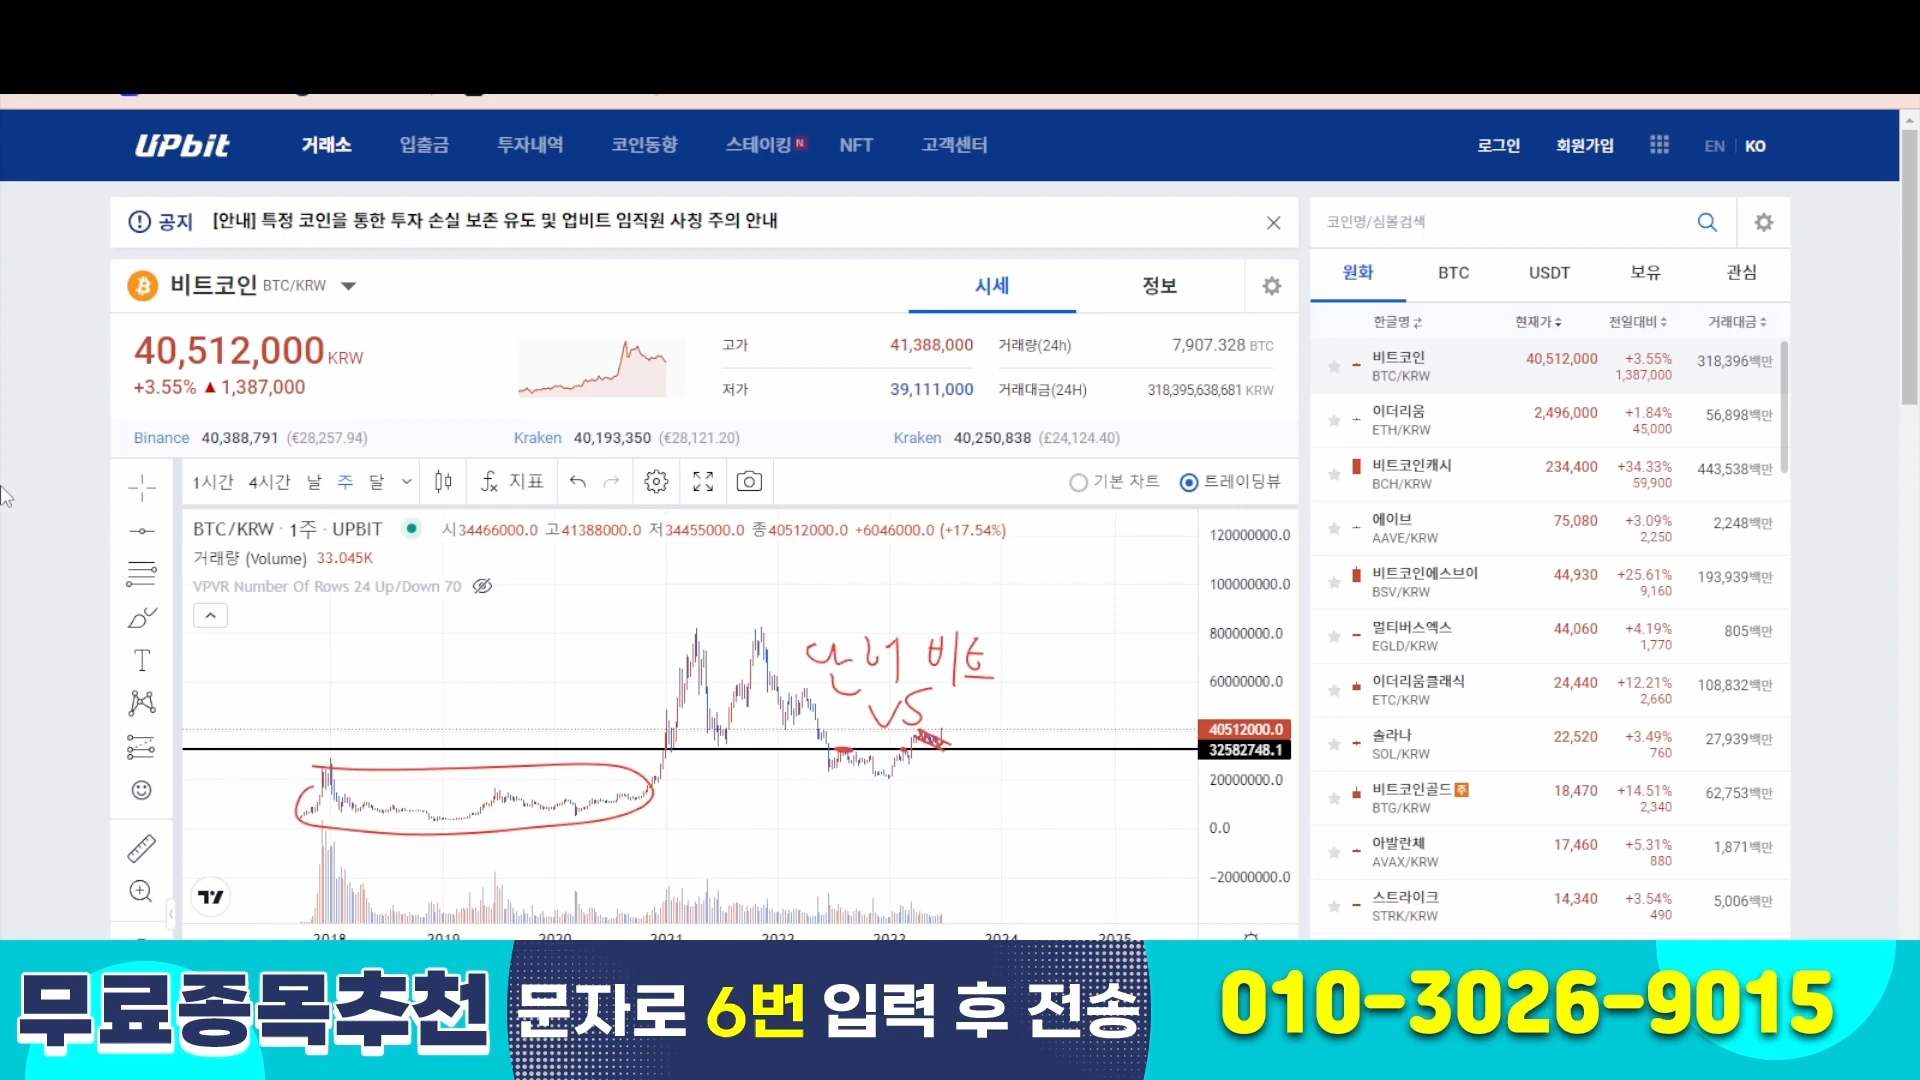 UPbit 거래소 입출금 투자내역 코인동향 스테이킹 N NFT 고객센터 로그인 회원가입 EN KO
공지 [안내] 특정 코인을 통한 투자 손실 보존 유도 및 업비트 임직원 사칭 주의 안내
비트코인 BTC/KRW 시세 정보
40,512,000 KRW
+3.55% ▲ 1,387,000
고가 41,388,000 거래량(24h) 7,907.328 BTC
저가 39,111,000 거래대금(24H) 318,395,638,681 KRW
Binance 40,388,791 (€28,257.94) Kraken 40,193,350 (€28,121.20) Kraken 40,250,838 (£24,124.40)
1시간 4시간 날 주 달 지표 기본 차트 트레이딩뷰
BTC/KRW · 1주 · UPBIT 시34466000.0 고41388000.0 저34455000.0 종40512000.0 +6046000.0 (+17.54%)
거래량 (Volume) 33.045K
VPVR Number Of Rows 24 Up/Down 70
비트
VS
120000000.0
100000000.0
80000000.0
60000000.0
40512000.0
32582748.1
20000000.0
0.0
−20000000.0
2018 2019 2020 2021 2022 2023 2024 2025
코인명/심볼검색
원화 BTC USDT 보유 관심
한글명 현재가 전일대비 거래대금
비트코인 40,512,000 +3.55% 318,396백만
BTC/KRW 1,387,000
이더리움 2,496,000 +1.84% 56,898백만
ETH/KRW 45,000
비트코인캐시 234,400 +34.33% 443,538백만
BCH/KRW 59,900
에이브 75,080 +3.09% 2,248백만
AAVE/KRW 2,250
비트코인에스브이 44,930 +25.61% 193,939백만
BSV/KRW 9,160
멀티버스엑스 44,060 +4.19% 805백만
EGLD/KRW 1,770
이더리움클래식 24,440 +12.21% 108,832백만
ETC/KRW 2,660
솔라나 22,520 +3.49% 27,939백만
SOL/KRW 760
비트코인골드 주 18,470 +14.51% 62,753백만
BTG/KRW 2,340
아발란체 17,460 +5.31% 1,871백만
AVAX/KRW 880
스트라이크 14,340 +3.54% 5,006백만
STRK/KRW 490
무료종목추천 문자로 6번 입력 후 전송 010-3026-9015